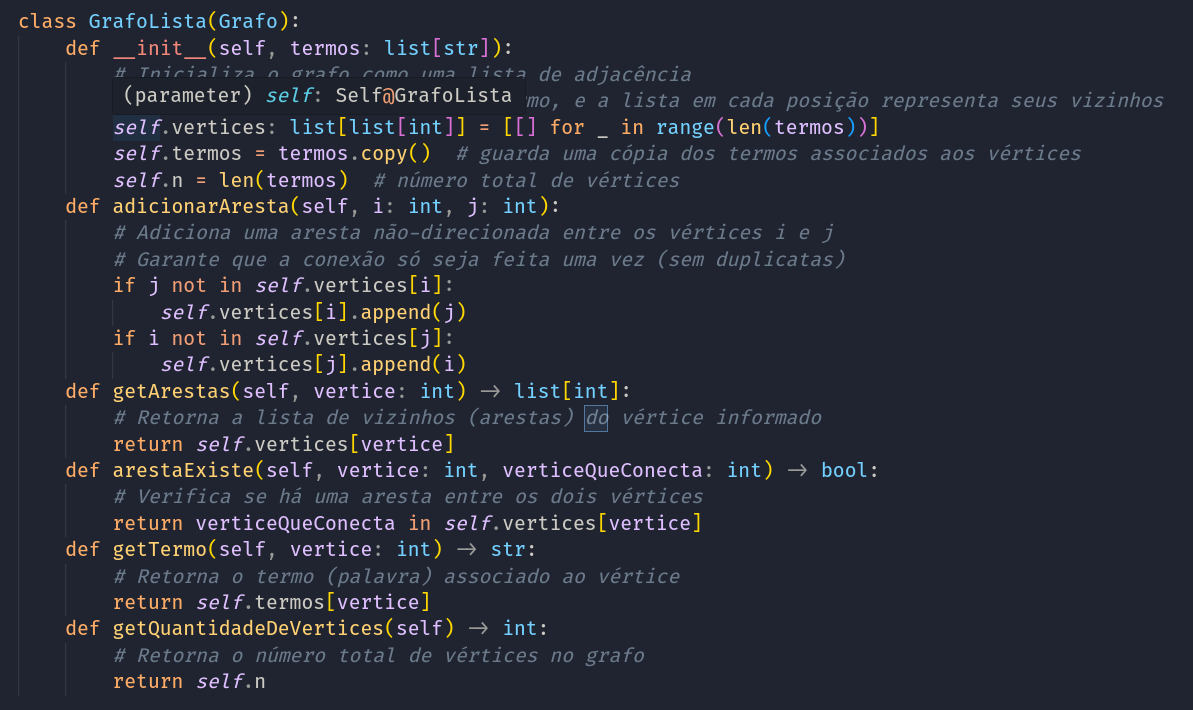 class GrafoLista(Grafo):
    def __init__(self, termos: list[str]):
        # Inicializa o grafo como uma lista de adjacência
(parameter) self: Self@GrafoLista
mo, e a lista em cada posição representa seus vizinhos
        self.vertices: list[list[int]] = [[] for _ in range(len(termos))]
        self.termos = termos.copy()  # guarda uma cópia dos termos associados aos vértices
        self.n = len(termos)  # número total de vértices
    def adicionarAresta(self, i: int, j: int):
        # Adiciona uma aresta não-direcionada entre os vértices i e j
        # Garante que a conexão só seja feita uma vez (sem duplicatas)
        if j not in self.vertices[i]:
            self.vertices[i].append(j)
        if i not in self.vertices[j]:
            self.vertices[j].append(i)
    def getArestas(self, vertice: int) → list[int]:
        # Retorna a lista de vizinhos (arestas) do vértice informado
        return self.vertices[vertice]
    def arestaExiste(self, vertice: int, verticeQueConecta: int) → bool:
        # Verifica se há uma aresta entre os dois vértices
        return verticeQueConecta in self.vertices[vertice]
    def getTermo(self, vertice: int) → str:
        # Retorna o termo (palavra) associado ao vértice
        return self.termos[vertice]
    def getQuantidadeDeVertices(self) → int:
        # Retorna o número total de vértices no grafo
        return self.n